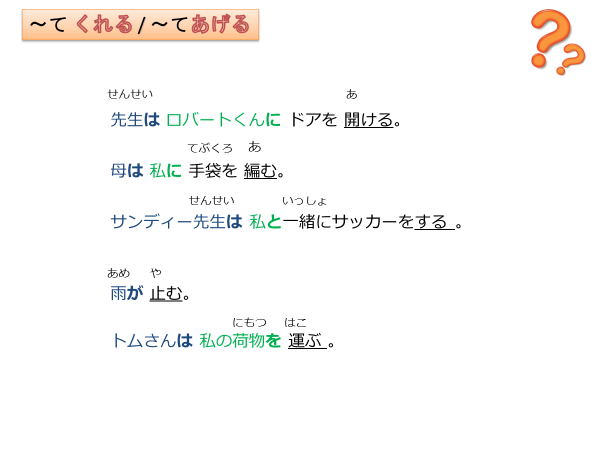 ～て くれる / ～てあげる
せんせい あ
先生は ロバートくんに ドアを 開ける。
てぶくろ あ
母は 私に 手袋を 編む。
せんせい いっしょ
サンディー先生は 私と一緒にサッカーをする 。
あめ や
雨が 止む。
にもつ はこ
トムさんは 私の荷物を 運ぶ 。